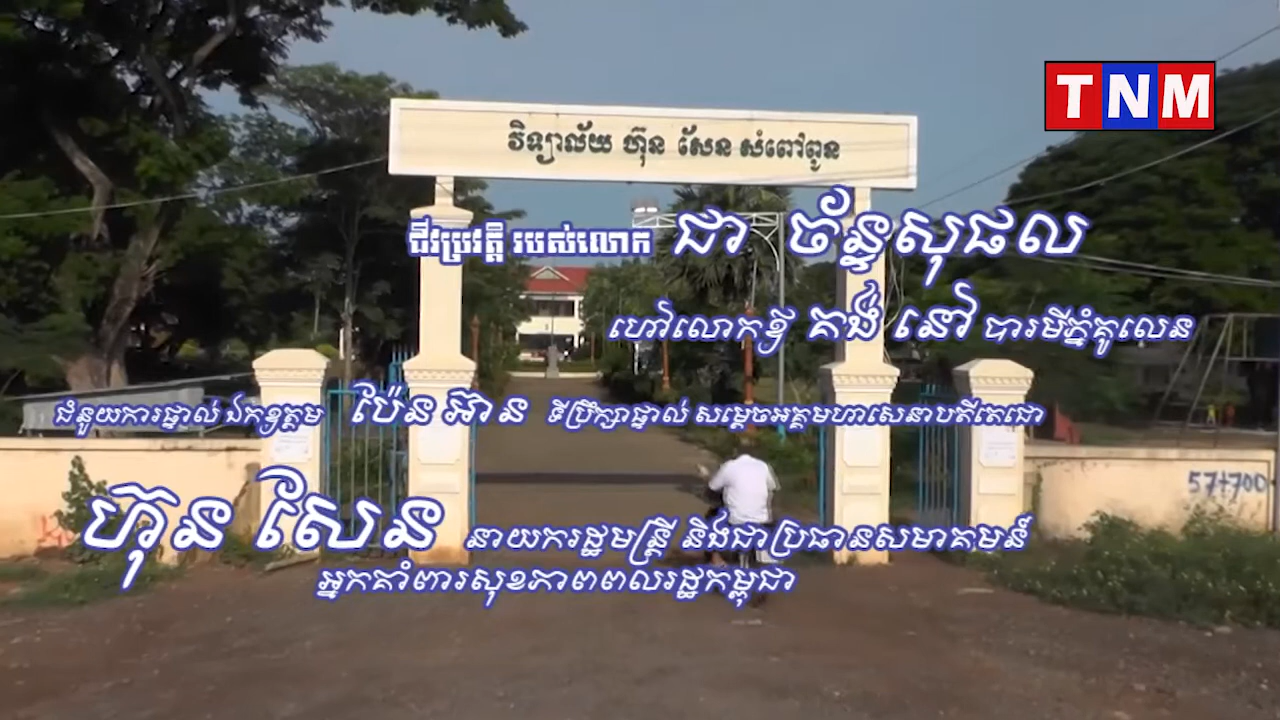 TNM
វិទ្យាល័យ ហ៊ុន សែន សំពៅពូន
ជីវប្រវត្តិ របស់លោក ជា ច័ន្ទសុផល
ហៅលោកឪ គង់ នៅ បារមីភ្នំគូលេន
ជំនួយការផ្ទាល់ ឯកឧត្តម ប៉ែន អ៊ាន ទីប្រឹក្សាផ្ទាល់ សម្តេចអគ្គមហាសេនាបតីតេជោ
57+700
ហ៊ុន សែន នាយករដ្ឋមន្ត្រី និងជាប្រធានសមាគមន៍
អ្នកគាំពារសុខភាពពលរដ្ឋកម្ពុជា